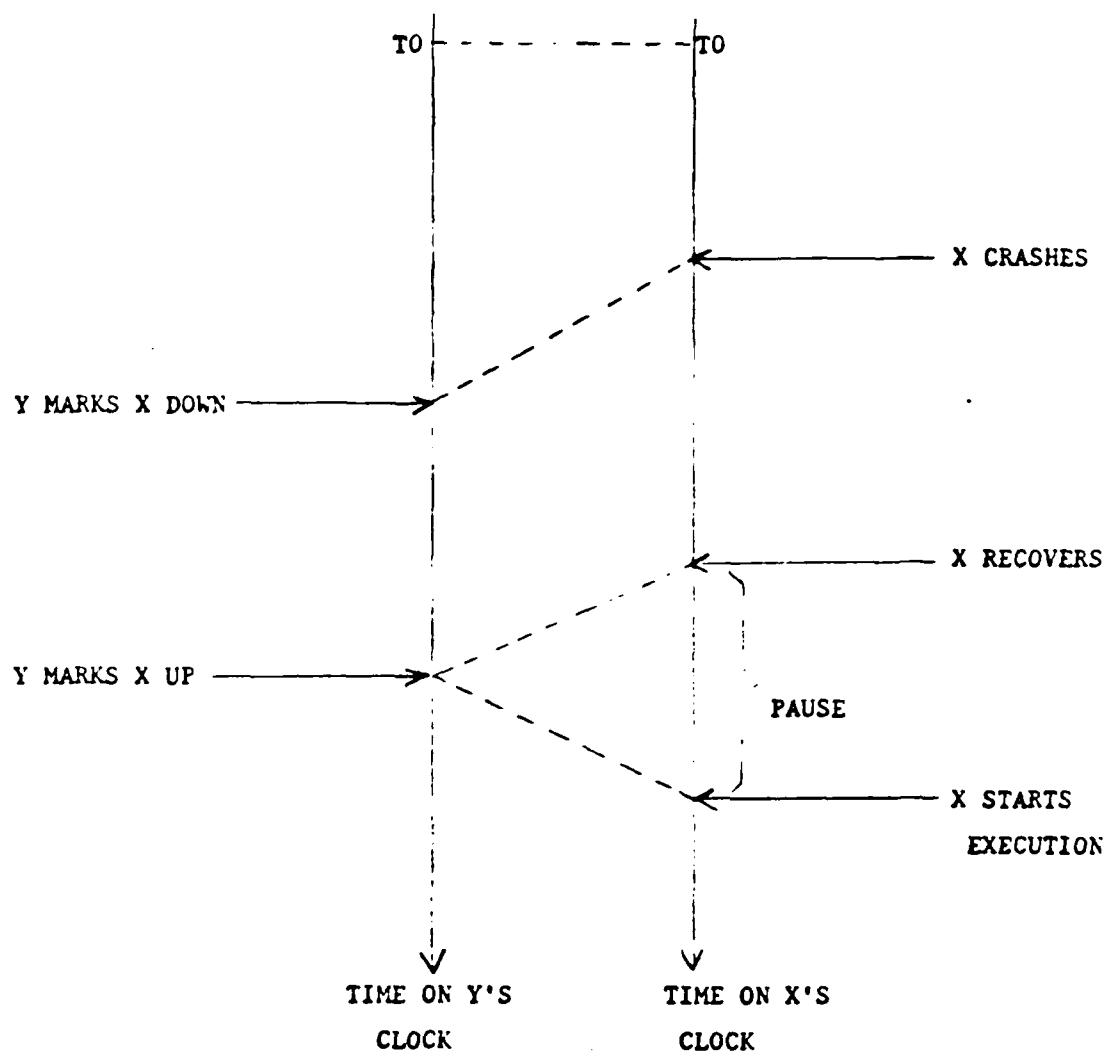 TO TO
X CRASHES
Y MARKS X DOWN
X RECOVERS
Y MARKS X UP
PAUSE
X STARTS
EXECUTION
TIME ON Y'S
CLOCK
TIME ON X'S
CLOCK